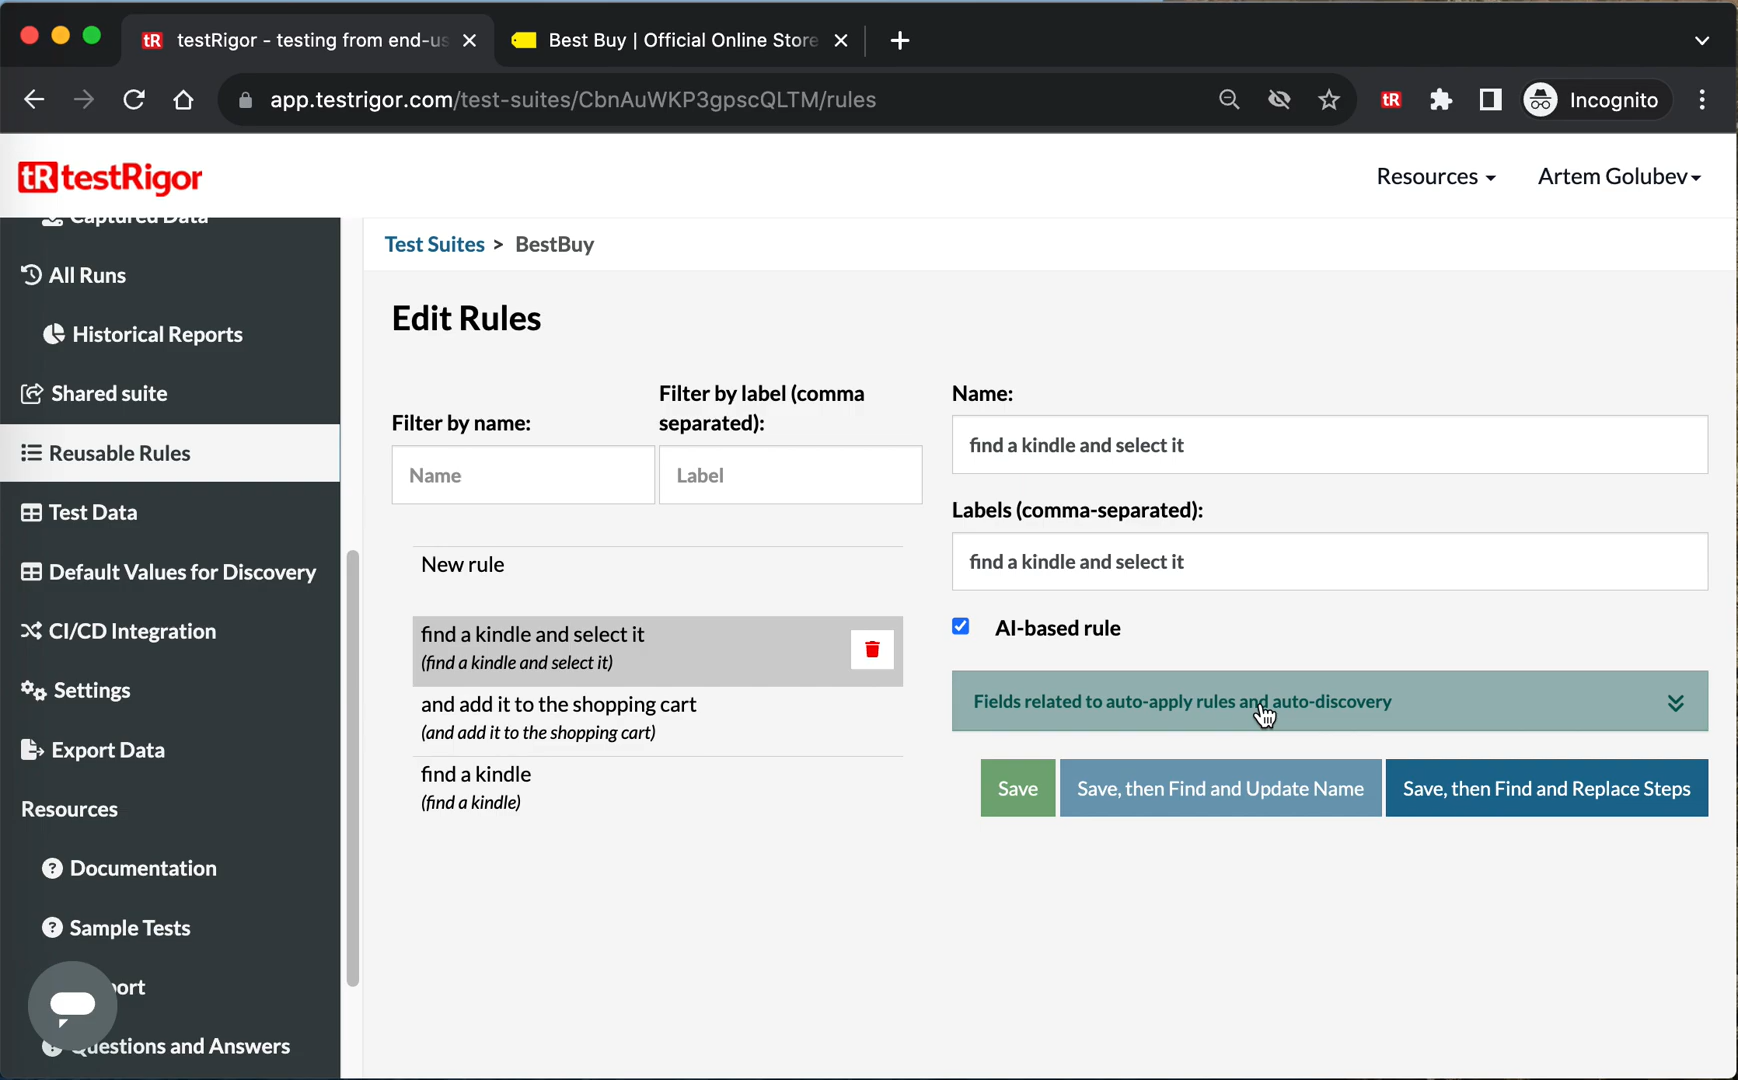 tR testRigor - testing from end-us
Best Buy | Official Online Store
app.testrigor.com/test-suites/CbnAuWKP3gpscQLTM/rules
tR
Incognito
tR testRigor
Resources
Artem Golubev
Captured Data
All Runs
Historical Reports
Shared suite
Reusable Rules
Test Data
Default Values for Discovery
CI/CD Integration
Settings
Export Data
Resources
Documentation
Sample Tests
port
Questions and Answers
Test Suites > BestBuy
Edit Rules
Filter by name:
Name
Filter by label (comma
separated):
Label
New rule
find a kindle and select it
(find a kindle and select it)
and add it to the shopping cart
(and add it to the shopping cart)
find a kindle
(find a kindle)
Name:
find a kindle and select it
Labels (comma-separated):
find a kindle and select it
AI-based rule
Fields related to auto-apply rules and auto-discovery
Save
Save, then Find and Update Name
Save, then Find and Replace Steps